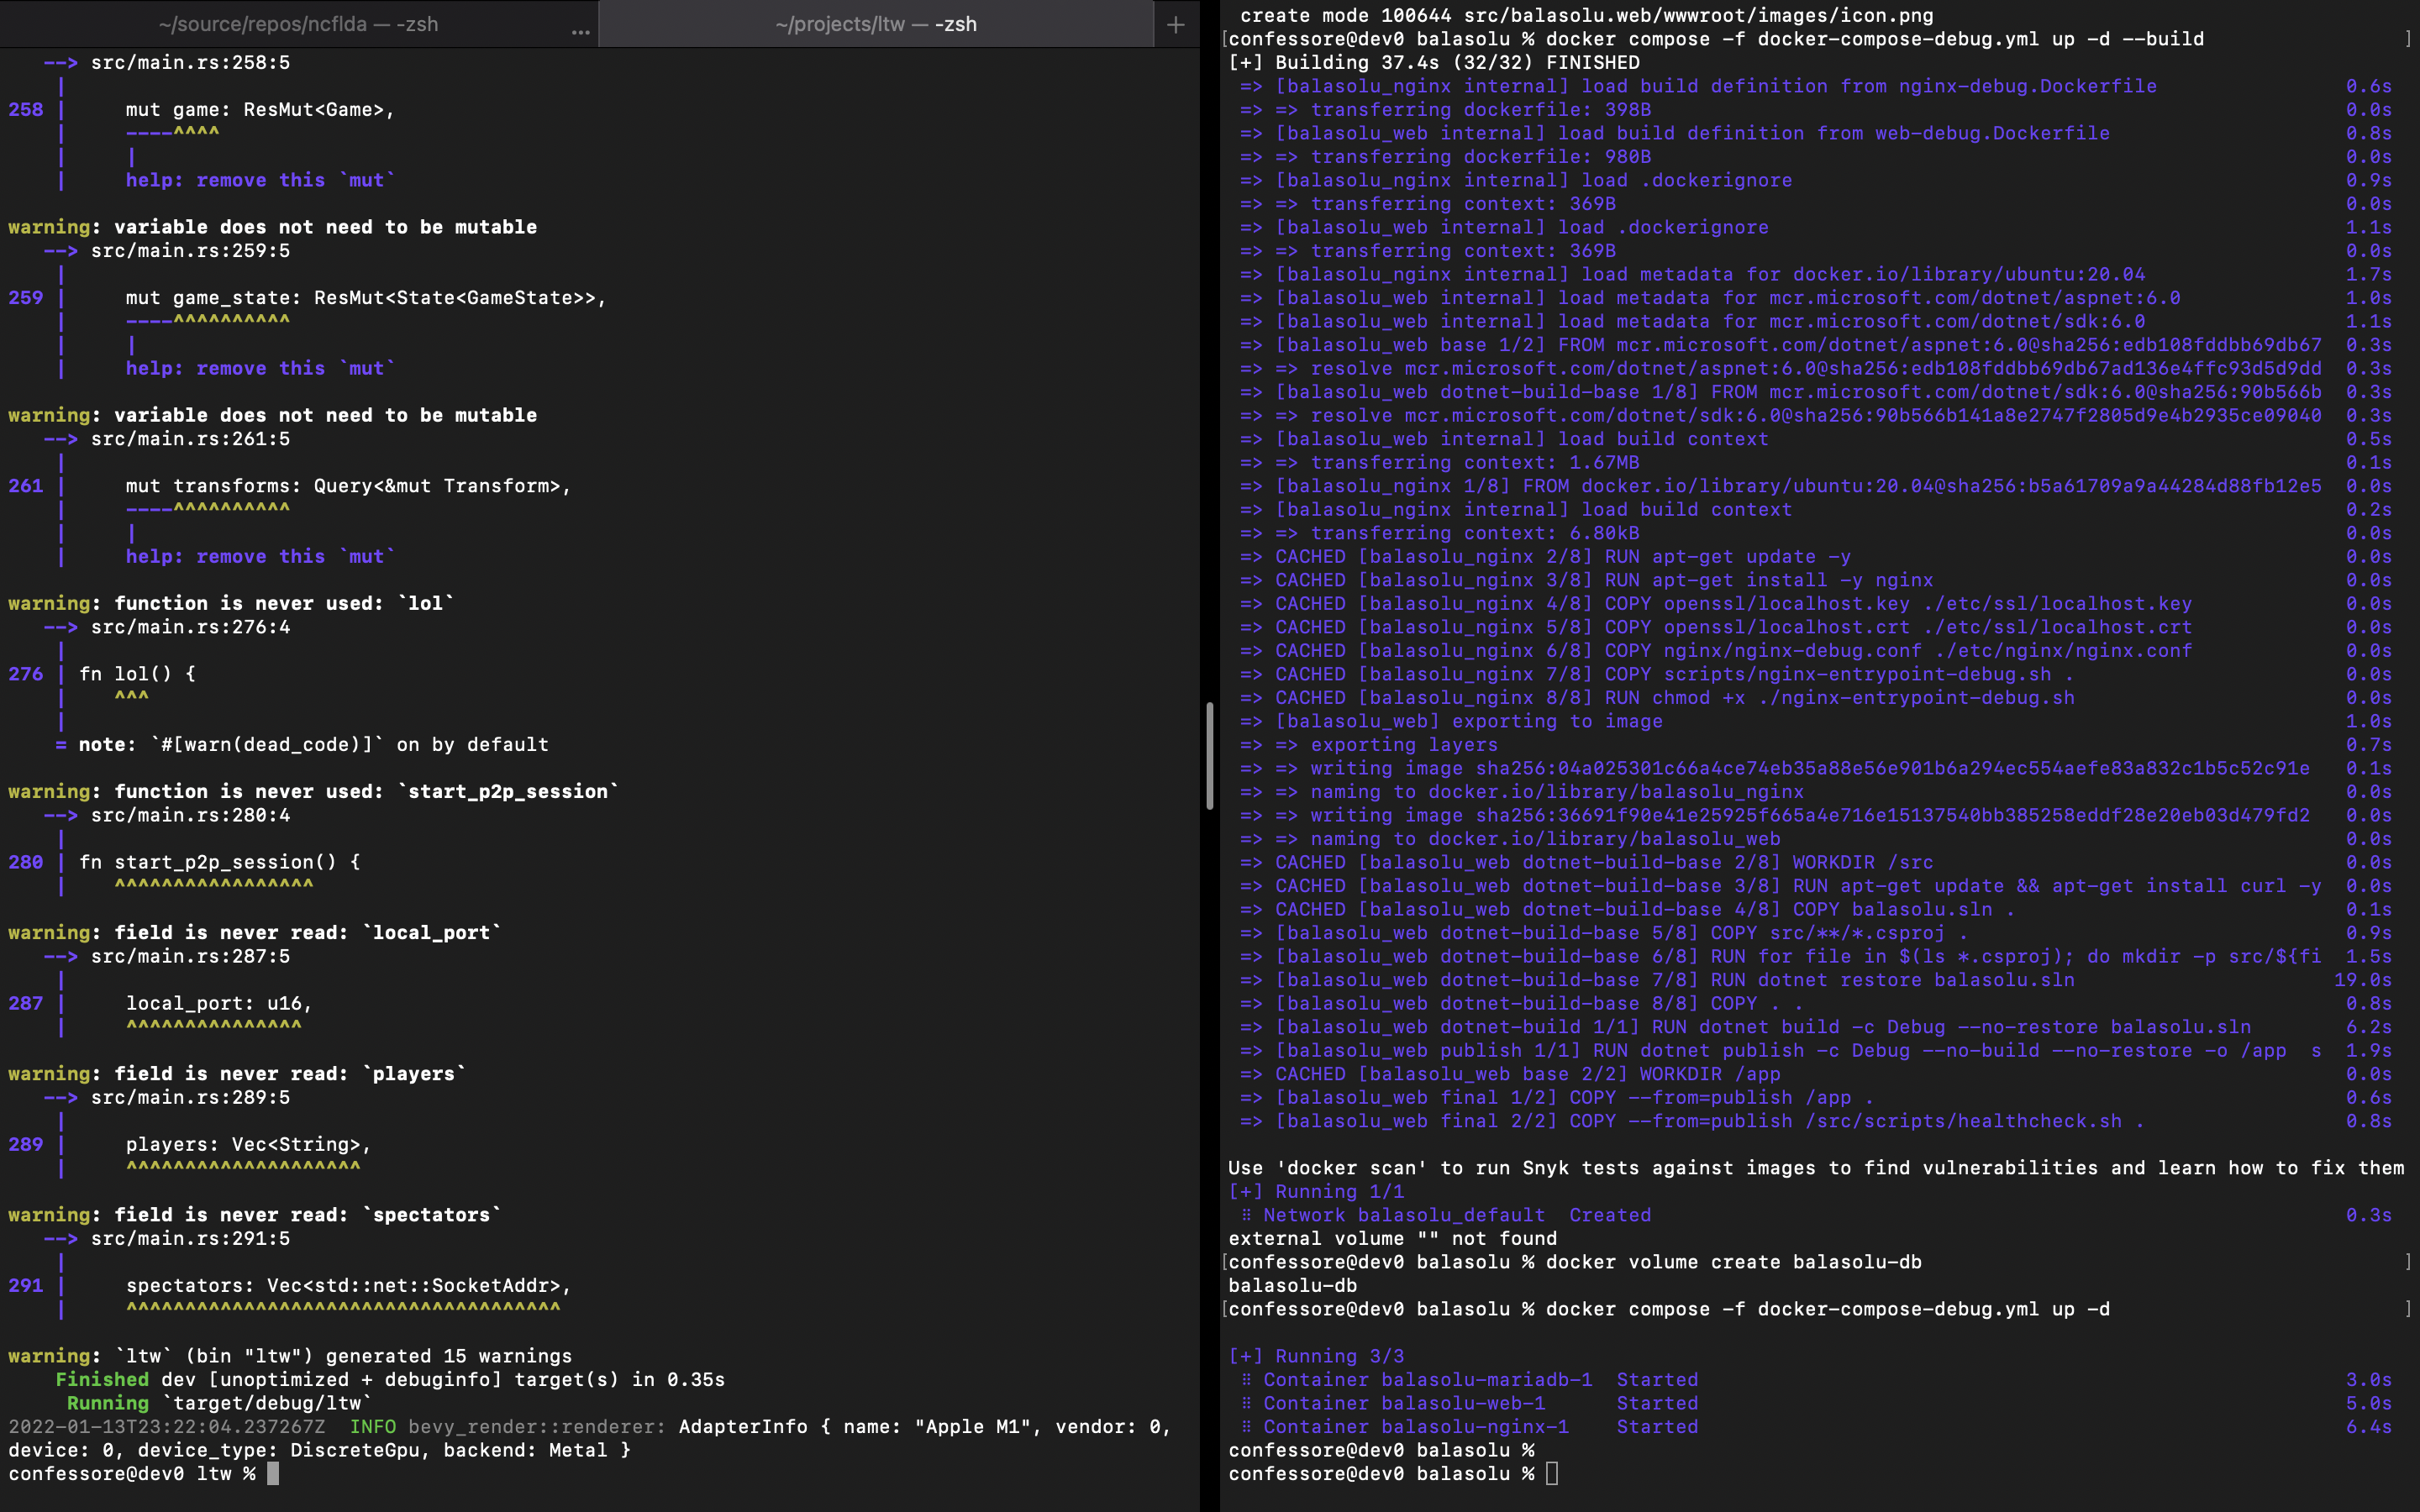 ~/source/repos/ncflda — -zsh
...
~/projects/ltw — -zsh
+
--> src/main.rs:258:5
|
258 | mut game: ResMut<Game>,
| ----^^^^
| |
| help: remove this `mut`
warning: variable does not need to be mutable
--> src/main.rs:259:5
|
259 | mut game_state: ResMut<State<GameState>>,
| ----^^^^^^^^^^
| |
| help: remove this `mut`
warning: variable does not need to be mutable
--> src/main.rs:261:5
|
261 | mut transforms: Query<&mut Transform>,
| ----^^^^^^^^^^
| |
| help: remove this `mut`
warning: function is never used: `lol`
--> src/main.rs:276:4
|
276 | fn lol() {
| ^^^
|
= note: `#[warn(dead_code)]` on by default
warning: function is never used: `start_p2p_session`
--> src/main.rs:280:4
|
280 | fn start_p2p_session() {
| ^^^^^^^^^^^^^^^^^
warning: field is never read: `local_port`
--> src/main.rs:287:5
|
287 | local_port: u16,
| ^^^^^^^^^^^^^^^
warning: field is never read: `players`
--> src/main.rs:289:5
|
289 | players: Vec<String>,
| ^^^^^^^^^^^^^^^^^^^^
warning: field is never read: `spectators`
--> src/main.rs:291:5
|
291 | spectators: Vec<std::net::SocketAddr>,
| ^^^^^^^^^^^^^^^^^^^^^^^^^^^^^^^^^^^^^
warning: `ltw` (bin "ltw") generated 15 warnings
Finished dev [unoptimized + debuginfo] target(s) in 0.35s
Running `target/debug/ltw`
2022-01-13T23:22:04.237267Z INFO bevy_render::renderer: AdapterInfo { name: "Apple M1", vendor: 0,
device: 0, device_type: DiscreteGpu, backend: Metal }
confessore@dev0 ltw %
create mode 100644 src/balasolu.web/wwwroot/images/icon.png
[confessore@dev0 balasolu % docker compose -f docker-compose-debug.yml up -d --build ]
[+] Building 37.4s (32/32) FINISHED
=> [balasolu_nginx internal] load build definition from nginx-debug.Dockerfile 0.6s
=> => transferring dockerfile: 398B 0.0s
=> [balasolu_web internal] load build definition from web-debug.Dockerfile 0.8s
=> => transferring dockerfile: 980B 0.0s
=> [balasolu_nginx internal] load .dockerignore 0.9s
=> => transferring context: 369B 0.0s
=> [balasolu_web internal] load .dockerignore 1.1s
=> => transferring context: 369B 0.0s
=> [balasolu_nginx internal] load metadata for docker.io/library/ubuntu:20.04 1.7s
=> [balasolu_web internal] load metadata for mcr.microsoft.com/dotnet/aspnet:6.0 1.0s
=> [balasolu_web internal] load metadata for mcr.microsoft.com/dotnet/sdk:6.0 1.1s
=> [balasolu_web base 1/2] FROM mcr.microsoft.com/dotnet/aspnet:6.0@sha256:edb108fddbb69db67 0.3s
=> => resolve mcr.microsoft.com/dotnet/aspnet:6.0@sha256:edb108fddbb69db67ad136e4ffc93d5d9dd 0.3s
=> [balasolu_web dotnet-build-base 1/8] FROM mcr.microsoft.com/dotnet/sdk:6.0@sha256:90b566b 0.3s
=> => resolve mcr.microsoft.com/dotnet/sdk:6.0@sha256:90b566b141a8e2747f2805d9e4b2935ce09040 0.3s
=> [balasolu_web internal] load build context 0.5s
=> => transferring context: 1.67MB 0.1s
=> [balasolu_nginx 1/8] FROM docker.io/library/ubuntu:20.04@sha256:b5a61709a9a44284d88fb12e5 0.0s
=> [balasolu_nginx internal] load build context 0.2s
=> => transferring context: 6.80kB 0.0s
=> CACHED [balasolu_nginx 2/8] RUN apt-get update -y 0.0s
=> CACHED [balasolu_nginx 3/8] RUN apt-get install -y nginx 0.0s
=> CACHED [balasolu_nginx 4/8] COPY openssl/localhost.key ./etc/ssl/localhost.key 0.0s
=> CACHED [balasolu_nginx 5/8] COPY openssl/localhost.crt ./etc/ssl/localhost.crt 0.0s
=> CACHED [balasolu_nginx 6/8] COPY nginx/nginx-debug.conf ./etc/nginx/nginx.conf 0.0s
=> CACHED [balasolu_nginx 7/8] COPY scripts/nginx-entrypoint-debug.sh . 0.0s
=> CACHED [balasolu_nginx 8/8] RUN chmod +x ./nginx-entrypoint-debug.sh 0.0s
=> [balasolu_web] exporting to image 1.0s
=> => exporting layers 0.7s
=> => writing image sha256:04a025301c66a4ce74eb35a88e56e901b6a294ec554aefe83a832c1b5c52c91e 0.1s
=> => naming to docker.io/library/balasolu_nginx 0.0s
=> => writing image sha256:36691f90e41e25925f665a4e716e15137540bb385258eddf28e20eb03d479fd2 0.0s
=> => naming to docker.io/library/balasolu_web 0.0s
=> CACHED [balasolu_web dotnet-build-base 2/8] WORKDIR /src 0.0s
=> CACHED [balasolu_web dotnet-build-base 3/8] RUN apt-get update && apt-get install curl -y 0.0s
=> CACHED [balasolu_web dotnet-build-base 4/8] COPY balasolu.sln . 0.1s
=> [balasolu_web dotnet-build-base 5/8] COPY src/**/*.csproj . 0.9s
=> [balasolu_web dotnet-build-base 6/8] RUN for file in $(ls *.csproj); do mkdir -p src/${fi 1.5s
=> [balasolu_web dotnet-build-base 7/8] RUN dotnet restore balasolu.sln 19.0s
=> [balasolu_web dotnet-build-base 8/8] COPY . . 0.8s
=> [balasolu_web dotnet-build 1/1] RUN dotnet build -c Debug --no-restore balasolu.sln 6.2s
=> [balasolu_web publish 1/1] RUN dotnet publish -c Debug --no-build --no-restore -o /app s 1.9s
=> CACHED [balasolu_web base 2/2] WORKDIR /app 0.0s
=> [balasolu_web final 1/2] COPY --from=publish /app . 0.6s
=> [balasolu_web final 2/2] COPY --from=publish /src/scripts/healthcheck.sh . 0.8s
Use 'docker scan' to run Snyk tests against images to find vulnerabilities and learn how to fix them
[+] Running 1/1
⠿ Network balasolu_default Created 0.3s
external volume "" not found
[confessore@dev0 balasolu % docker volume create balasolu-db ]
balasolu-db
[confessore@dev0 balasolu % docker compose -f docker-compose-debug.yml up -d ]
[+] Running 3/3
⠿ Container balasolu-mariadb-1 Started 3.0s
⠿ Container balasolu-web-1 Started 5.0s
⠿ Container balasolu-nginx-1 Started 6.4s
confessore@dev0 balasolu %
confessore@dev0 balasolu %